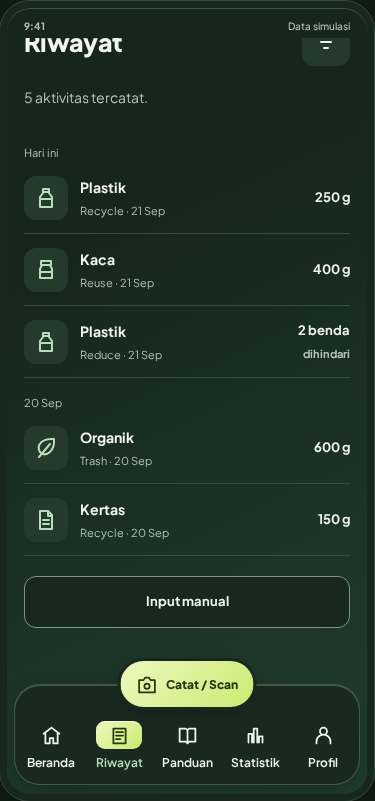 9:41
Data simulasi
Riwayat
5 aktivitas tercatat.
Hari ini
Plastik
250 g
Recycle · 21 Sep
Kaca
400 g
Reuse · 21 Sep
Plastik
2 benda
Reduce · 21 Sep
dihindari
20 Sep
Organik
600 g
Trash · 20 Sep
Kertas
150 g
Recycle · 20 Sep
Input manual
Catat / Scan
Beranda
Riwayat
Panduan
Statistik
Profil